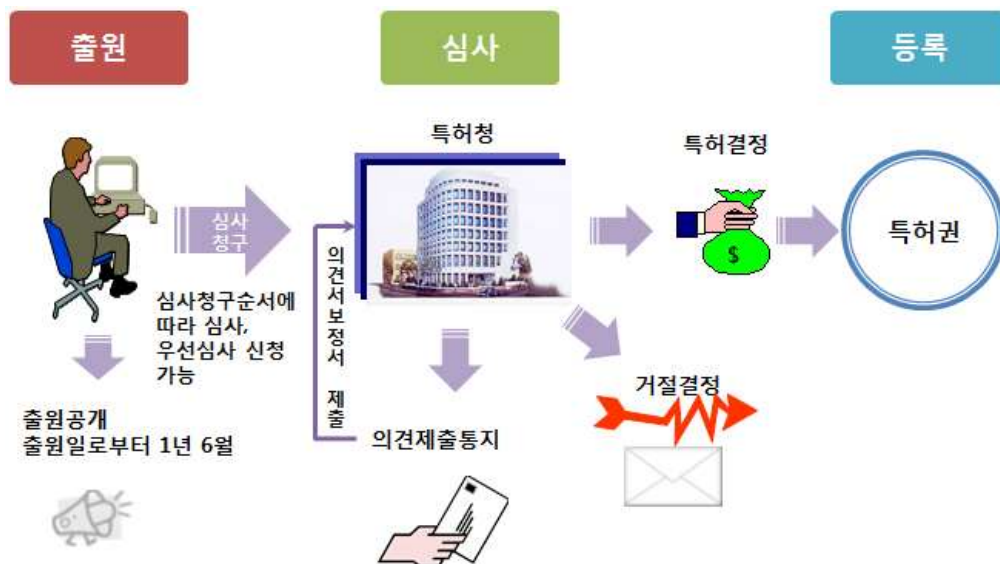 출원
심사
등록
특허청
특허결정
심사
청구
특허권
심사청구순서에
따라 심사,
우선심사 신청
가능
의견서보정서 제출
$
출원공개
출원일로부터 1년 6월
의견제출통지
거절결정